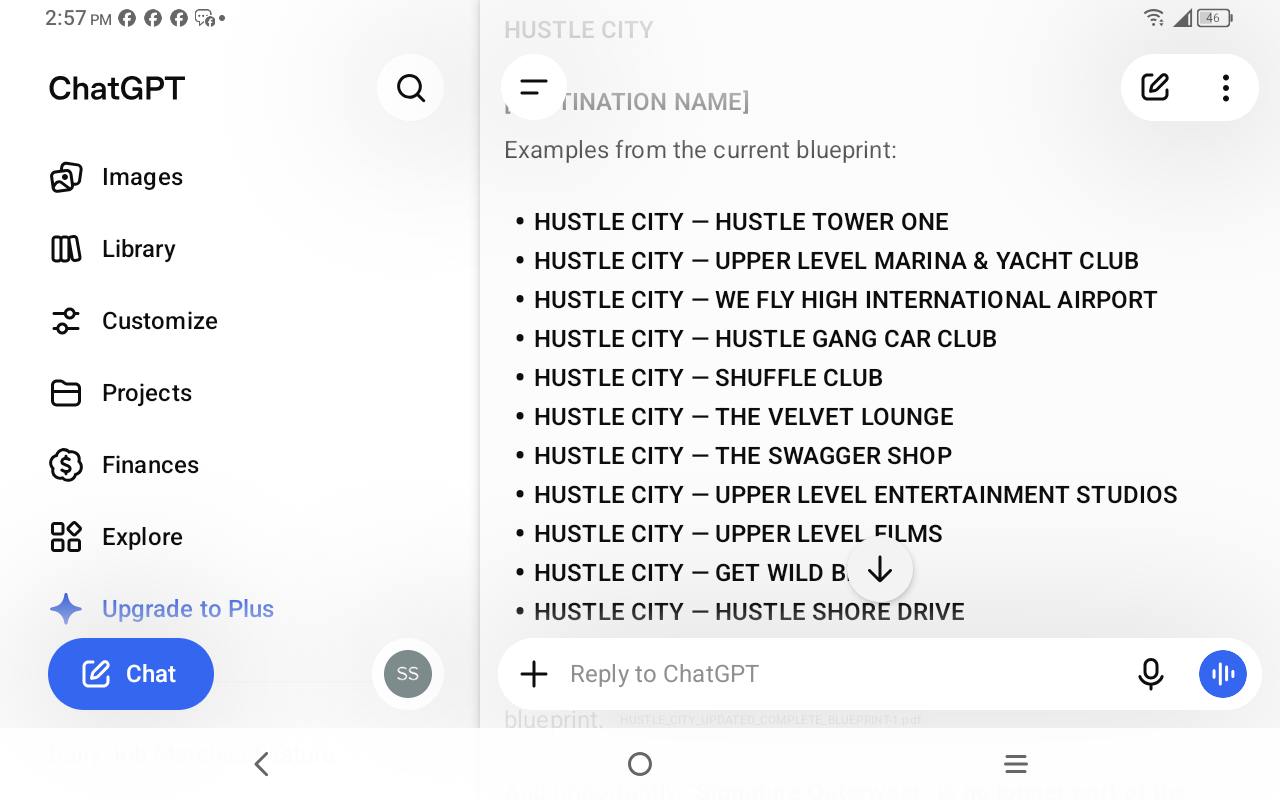 2:57 PM
46
ChatGPT
Images
Library
Customize
Projects
Finances
Explore
Upgrade to Plus
Chat
SS
HUSTLE CITY
TINATION NAME]
Examples from the current blueprint:
• HUSTLE CITY — HUSTLE TOWER ONE
• HUSTLE CITY — UPPER LEVEL MARINA & YACHT CLUB
• HUSTLE CITY — WE FLY HIGH INTERNATIONAL AIRPORT
• HUSTLE CITY — HUSTLE GANG CAR CLUB
• HUSTLE CITY — SHUFFLE CLUB
• HUSTLE CITY — THE VELVET LOUNGE
• HUSTLE CITY — THE SWAGGER SHOP
• HUSTLE CITY — UPPER LEVEL ENTERTAINMENT STUDIOS
• HUSTLE CITY — UPPER LEVEL FILMS
• HUSTLE CITY — GET WILD B
• HUSTLE CITY — HUSTLE SHORE DRIVE
Reply to ChatGPT
blueprint. HUSTLE_CITY_UPDATED_COMPLETE_BLUEPRINT-1.pdf